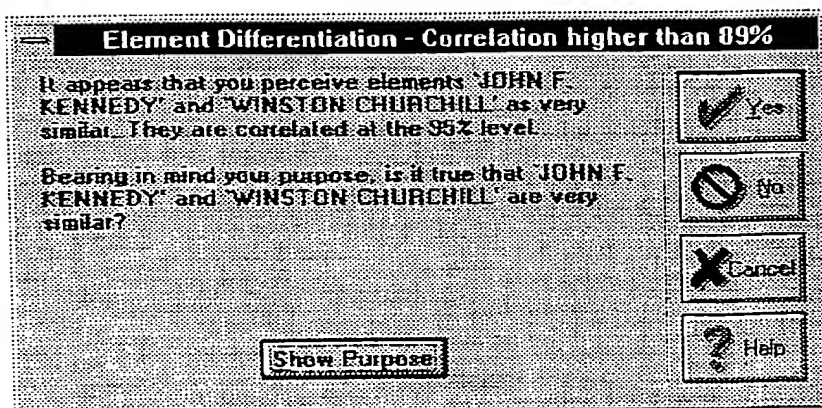 Element Differentiation - Correlation higher than 89%
It appears that you perceive elements 'JOHN F.
KENNEDY' and 'WINSTON CHURCHILL' as very
similar. They are correlated at the 95% level.
Bearing in mind your purpose, is it true that 'JOHN F.
KENNEDY' and 'WINSTON CHURCHILL' are very
similar?
Yes
No
Cancel
Help
Show Purpose